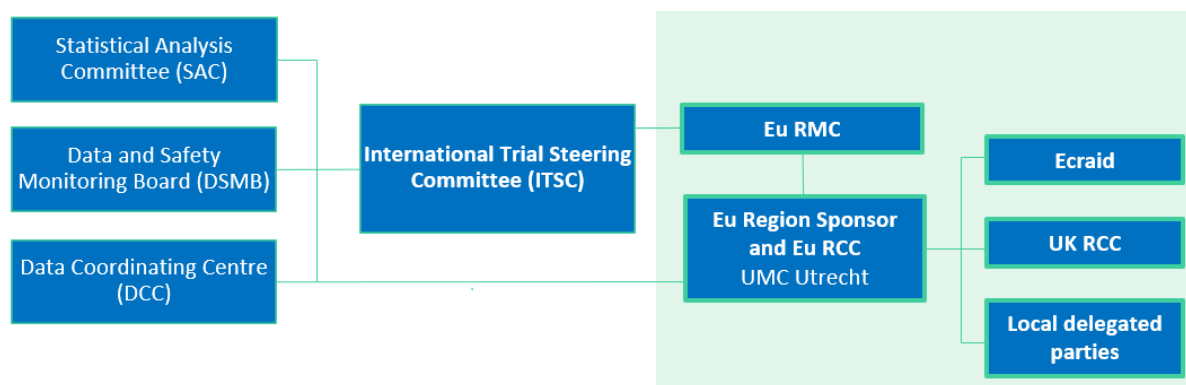 Statistical Analysis
Committee (SAC)
Data and Safety
Monitoring Board (DSMB)
Data Coordinating Centre
(DCC)
International Trial Steering
Committee (ITSC)
Eu RMC
Eu Region Sponsor
and Eu RCC
UMC Utrecht
Ecraid
UK RCC
Local delegated
parties